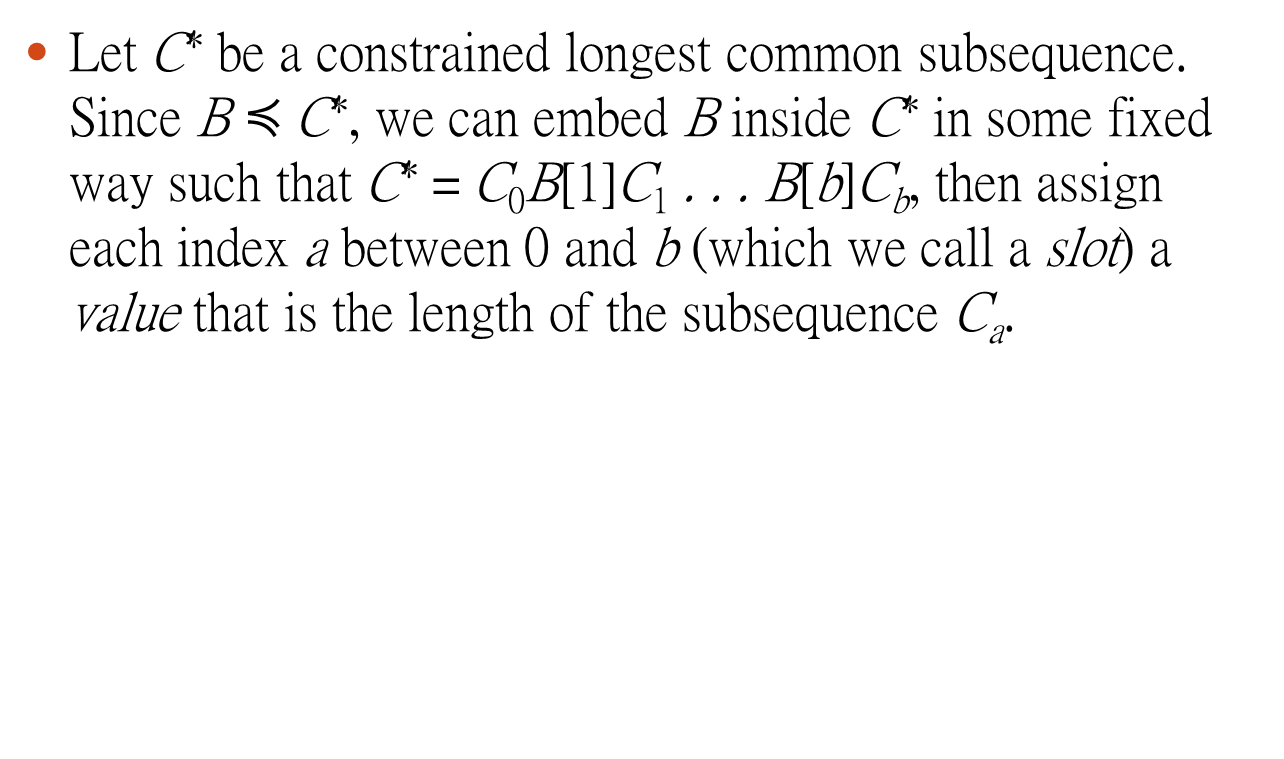 • Let C* be a constrained longest common subsequence.
Since B ≼ C*, we can embed B inside C* in some fixed
way such that C* = C₀B[1]C₁ . . . B[b]C_b, then assign
each index a between 0 and b (which we call a slot) a
value that is the length of the subsequence Cₐ.